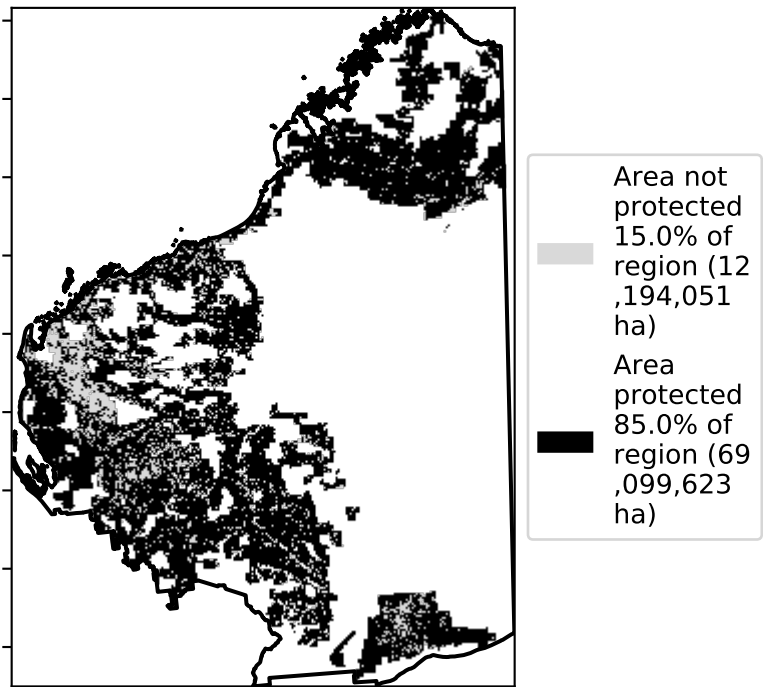 Area not
protected
15.0% of
region (12
,194,051
ha)
Area
protected
85.0% of
region (69
,099,623
ha)